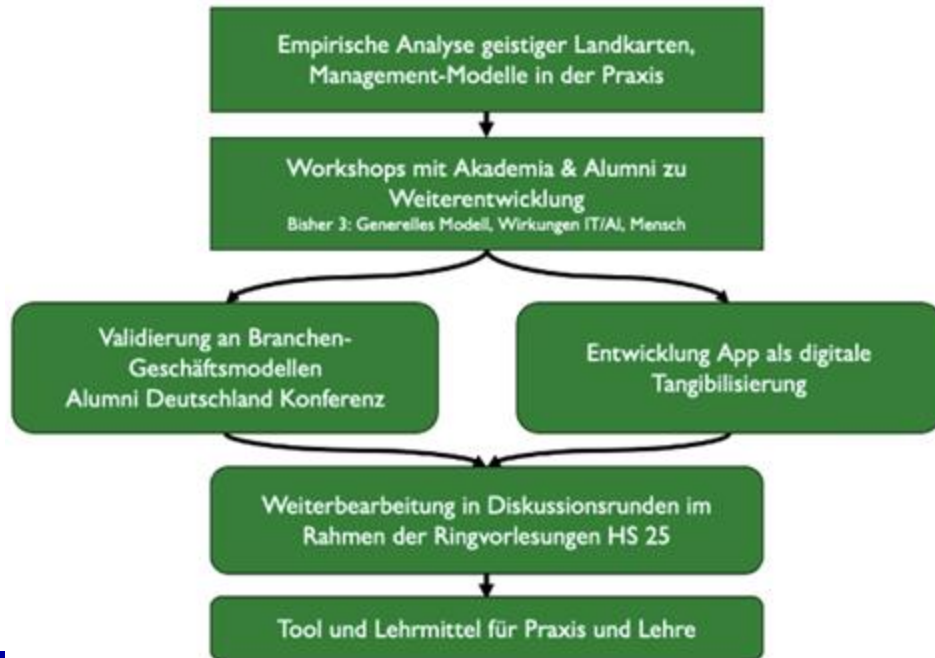 Empirische Analyse geistiger Landkarten,
Management-Modelle in der Praxis
Workshops mit Akademia & Alumni zu
Weiterentwicklung
Bisher 3: Generelles Modell, Wirkungen IT/AI, Mensch
Validierung an Branchen-
Geschäftsmodellen
Alumni Deutschland Konferenz
Entwicklung App als digitale
Tangibilisierung
Weiterbearbeitung in Diskussionsrunden im
Rahmen der Ringvorlesungen HS 25
Tool und Lehrmittel für Praxis und Lehre